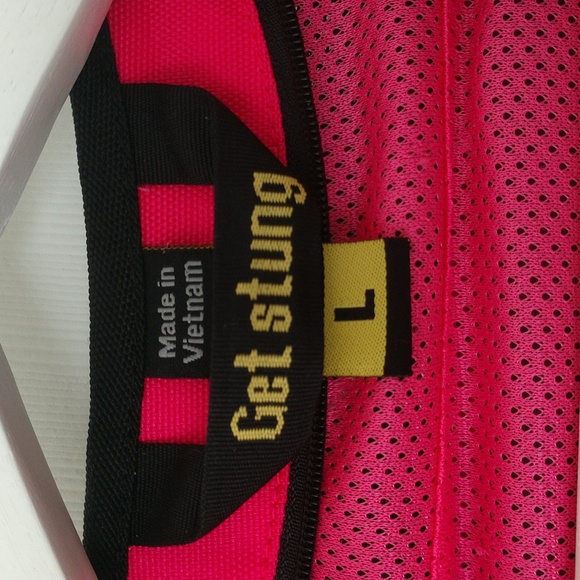 Made in
Vietnam
Get stung
L